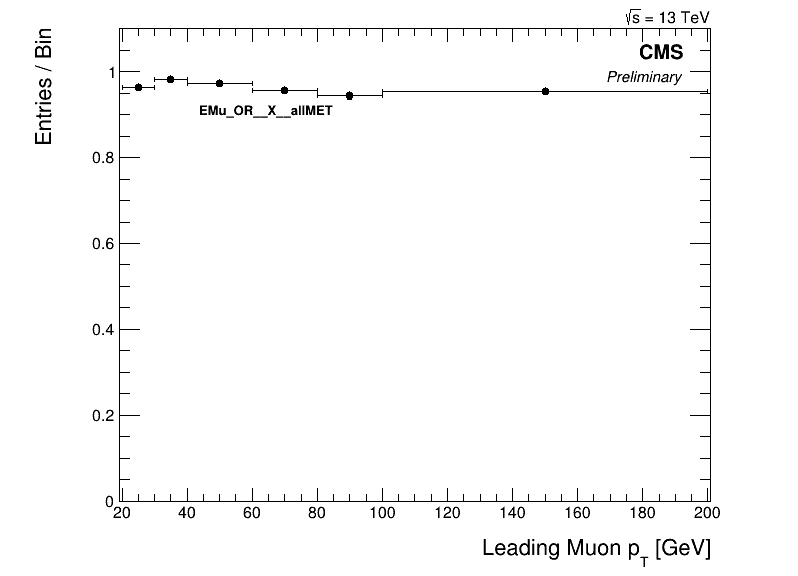 √s = 13 TeV
Entries / Bin
CMS
Preliminary
EMu_OR__X__allMET
1
0.8
0.6
0.4
0.2
0
20 40 60 80 100 120 140 160 180 200
Leading Muon p_T [GeV]